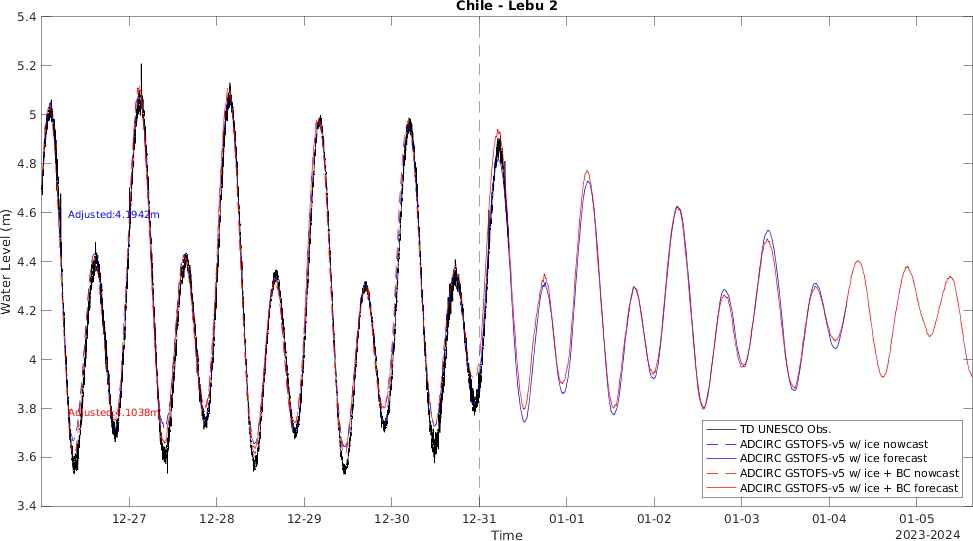 Chile - Lebu 2
5.4
5.2
5
4.8
4.6
4.4
4.2
4
3.8
3.6
3.4
Water Level (m)
Adjusted:4.1942m
Adjusted:4.1038m
TD UNESCO Obs.
ADCIRC GSTOFS-v5 w/ ice nowcast
ADCIRC GSTOFS-v5 w/ ice forecast
ADCIRC GSTOFS-v5 w/ ice + BC nowcast
ADCIRC GSTOFS-v5 w/ ice + BC forecast
12-27 12-28 12-29 12-30 12-31 01-01 01-02 01-03 01-04 01-05
Time
2023-2024